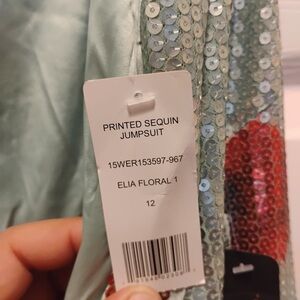 PRINTED SEQUIN
JUMPSUIT
15WER153597-967
ELIA FLORAL 1
12